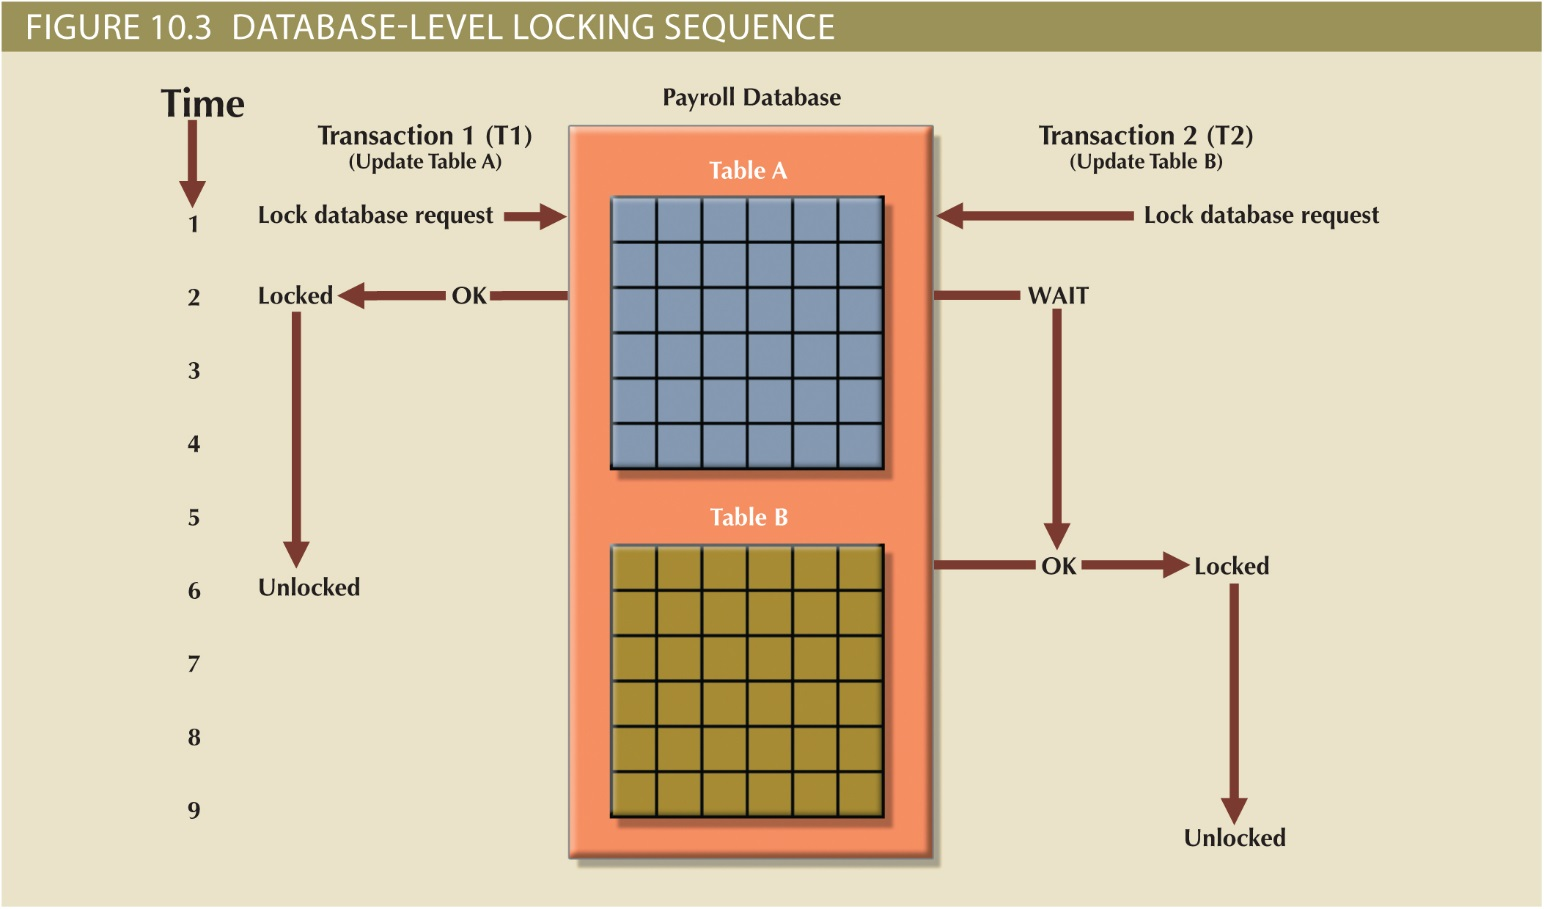 FIGURE 10.3 DATABASE-LEVEL LOCKING SEQUENCE
Time
Payroll Database
Transaction 1 (T1)
(Update Table A)
Transaction 2 (T2)
(Update Table B)
Table A
1
Lock database request
Lock database request
2
Locked
OK
WAIT
3
4
5
Table B
OK
Locked
6
Unlocked
7
8
9
Unlocked